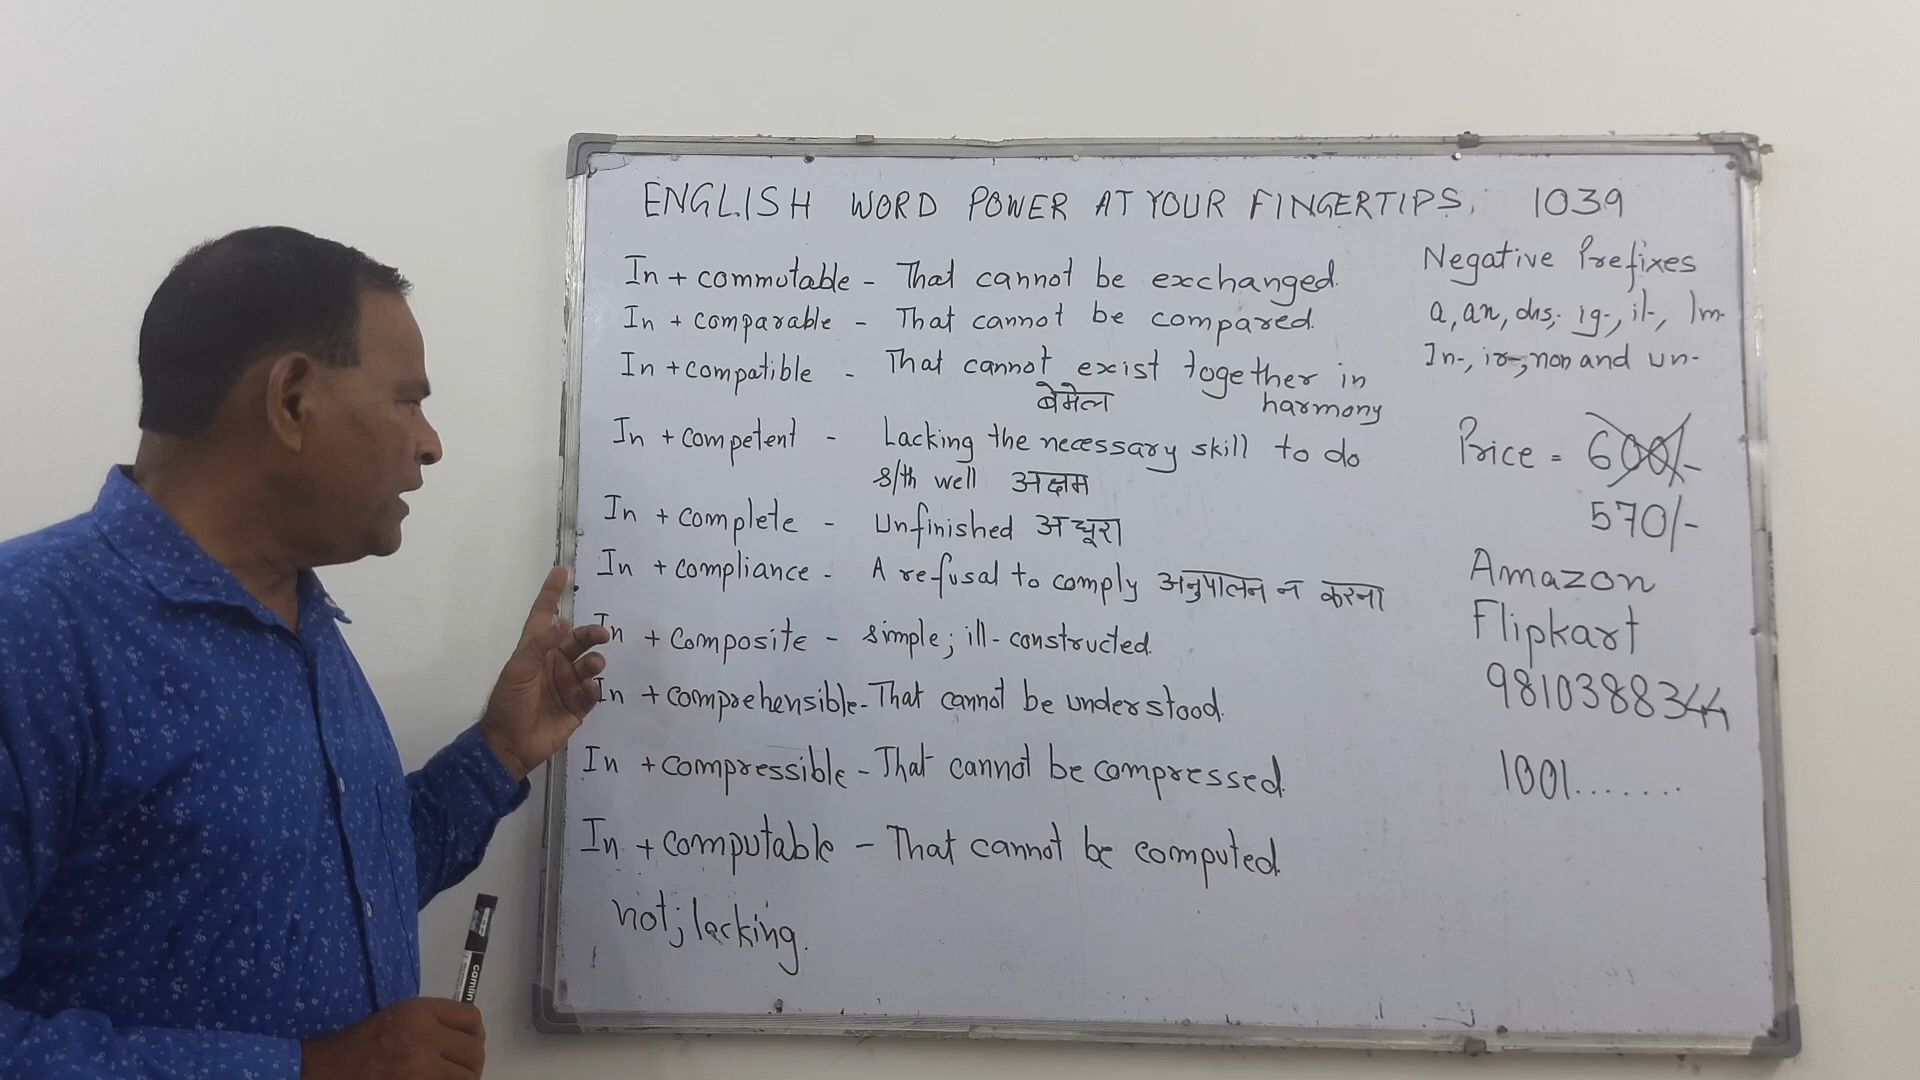 ENGLISH WORD POWER AT YOUR FINGERTIPS, 1039
In + commutable - That cannot be exchanged.
In + comparable - That cannot be compared.
In + compatible - That cannot exist together in
बेमेल harmony
In + competent - Lacking the necessary skill to do
s/th well अक्षम
In + complete - Unfinished अधूरा
In + compliance - A refusal to comply अनुपालन न करना
In + composite - simple; ill-constructed.
In + comprehensible - That cannot be understood.
In + compressible - That cannot be compressed.
In + computable - That cannot be computed.
not; lacking.
Negative Prefixes
a, an, dis-, ig-, il-, Im-
In-, ir-, non and un-
Price = 600/-
570/-
Amazon
Flipkart
9810388344
1001.......
camlin